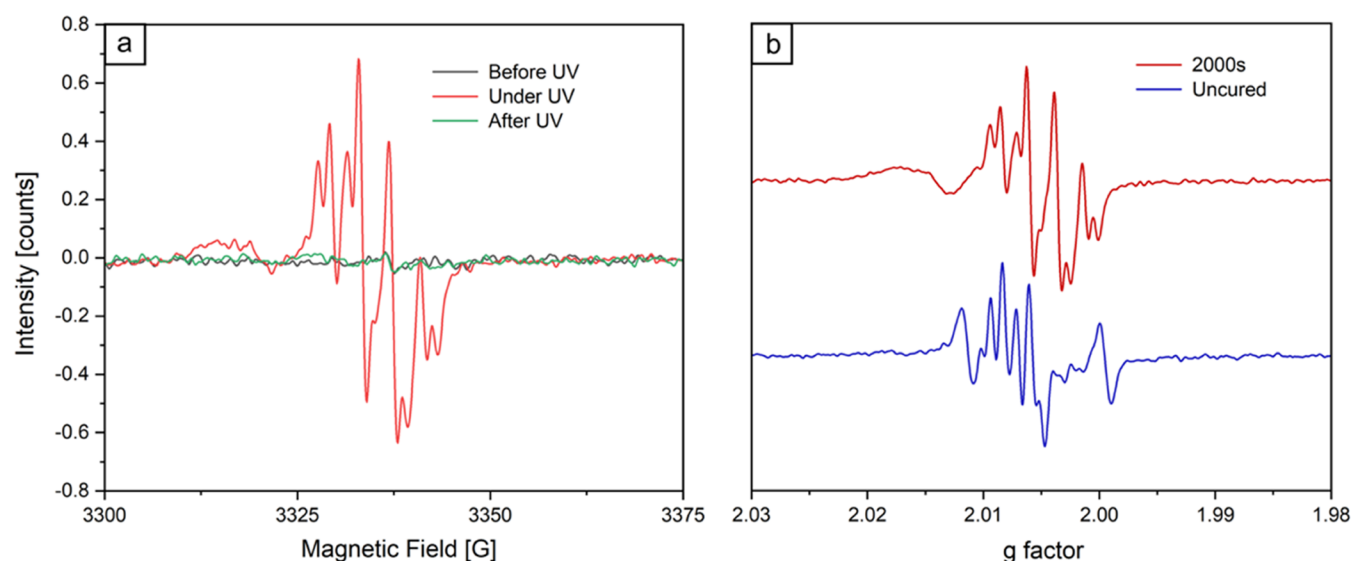 a
Before UV
Under UV
After UV
0.8
0.6
0.4
0.2
0.0
-0.2
-0.4
-0.6
-0.8
Intensity [counts]
3300
3325
3350
3375
Magnetic Field [G]
b
2000s
Uncured
2.03
2.02
2.01
2.00
1.99
1.98
g factor